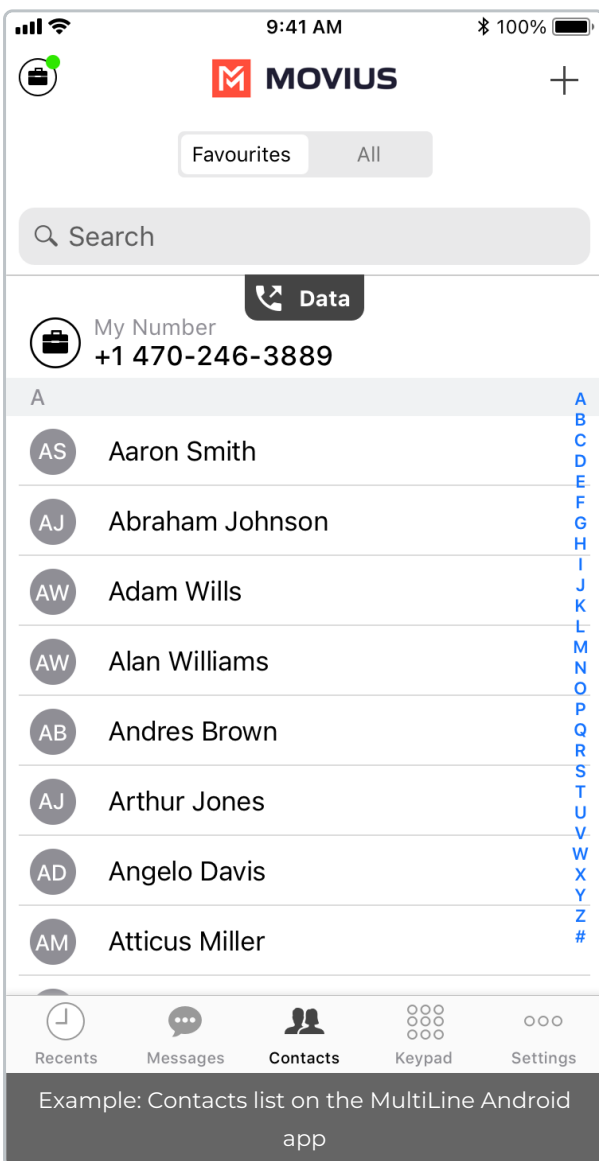 9:41 AM
100%
MOVIUS
Favourites All
Search
Data
My Number
+1 470-246-3889
A
AS Aaron Smith
AJ Abraham Johnson
AW Adam Wills
AW Alan Williams
AB Andres Brown
AJ Arthur Jones
AD Angelo Davis
AM Atticus Miller
A
B
C
D
E
F
G
H
I
J
K
L
M
N
O
P
Q
R
S
T
U
V
W
X
Y
Z
#
Recents Messages Contacts Keypad Settings
Example: Contacts list on the MultiLine Android
app